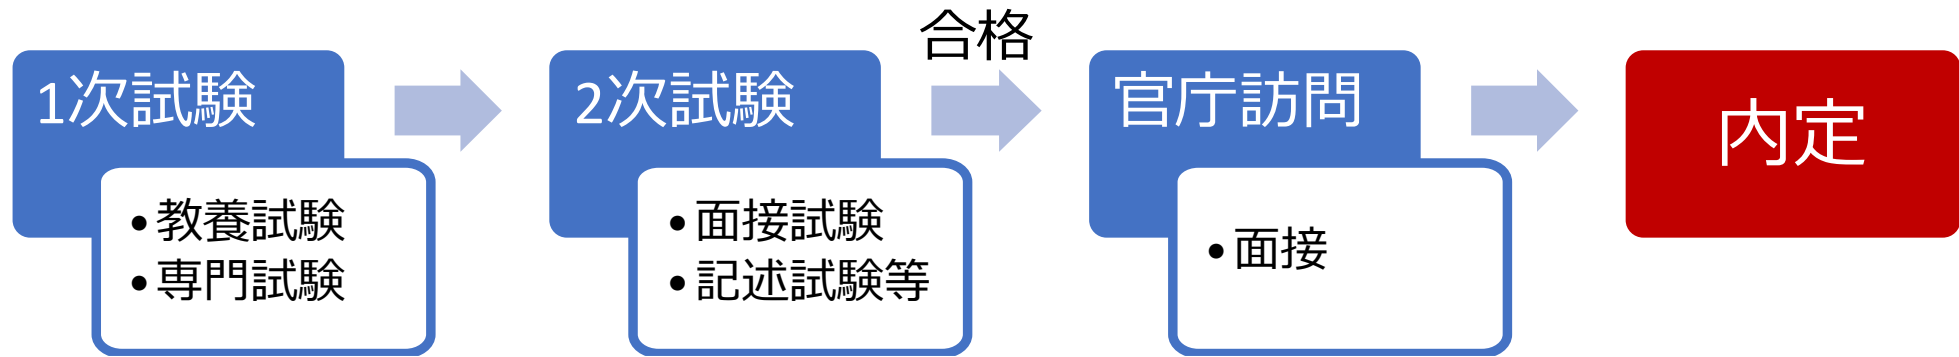 1次試験
・教養試験
・専門試験
2次試験
・面接試験
・記述試験等
合格
官庁訪問
・面接
内定